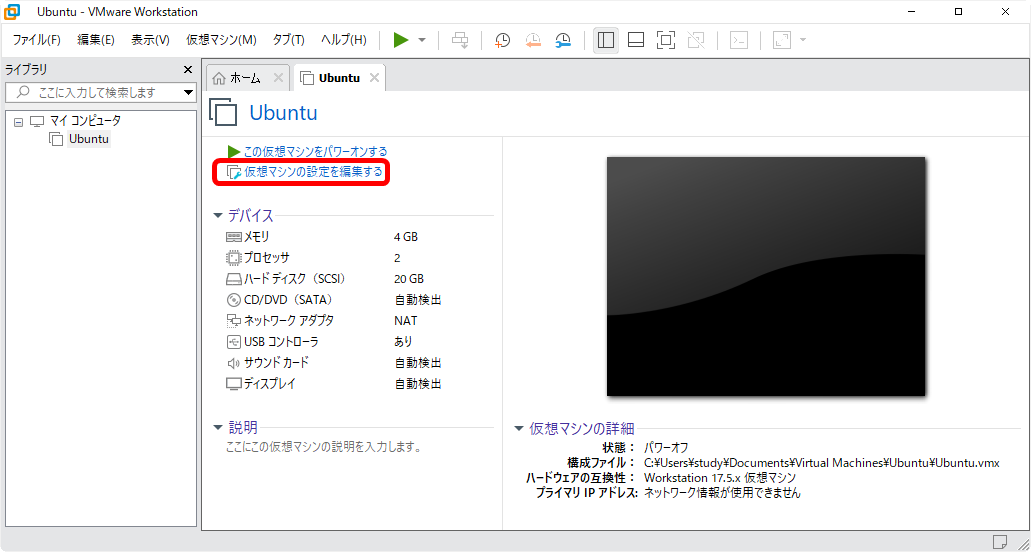 Ubuntu - VMware Workstation
ファイル(F) 編集(E) 表示(V) 仮想マシン(M) タブ(T) ヘルプ(H)
ライブラリ
ここに入力して検索します
マイ コンピュータ
Ubuntu
ホーム
Ubuntu
Ubuntu
この仮想マシンをパワーオンする
仮想マシンの設定を編集する
デバイス
メモリ 4 GB
プロセッサ 2
ハード ディスク（SCSI） 20 GB
CD/DVD（SATA） 自動検出
ネットワーク アダプタ NAT
USB コントローラ あり
サウンド カード 自動検出
ディスプレイ 自動検出
説明
ここにこの仮想マシンの説明を入力します。
仮想マシンの詳細
状態： パワーオフ
構成ファイル： C:¥Users¥study¥Documents¥Virtual Machines¥Ubuntu¥Ubuntu.vmx
ハードウェアの互換性： Workstation 17.5.x 仮想マシン
プライマリ IP アドレス: ネットワーク情報が使用できません